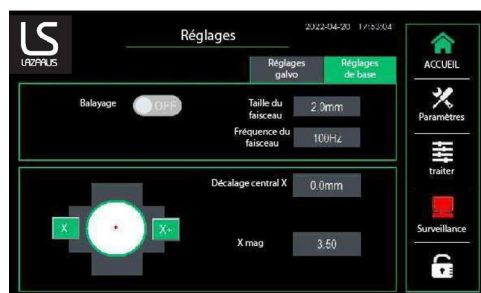 LS
LAZARUS
Réglages
2022-04-20 17:53:04
Réglages
galvo
Réglages
de base
Balayage
OFF
Taille du
faisceau
2.0mm
Fréquence du
faisceau
100Hz
Décalage central X
0.0mm
X
X+
X mag
3.50
ACCUEIL
Paramètres
traiter
Surveillance